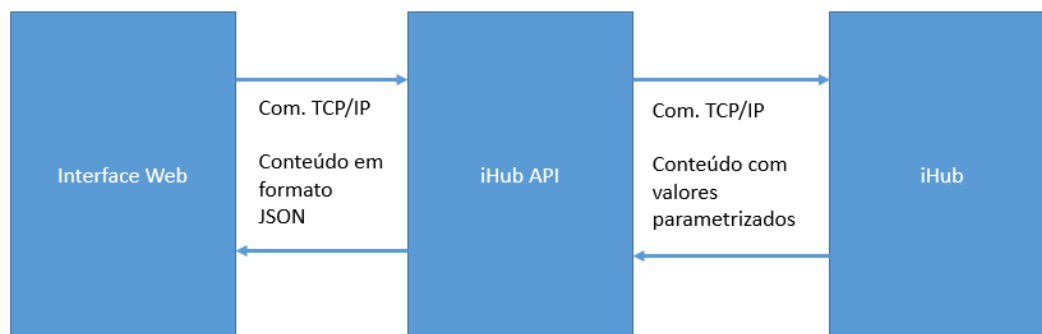 Interface Web
Com. TCP/IP
Conteúdo em
formato
JSON
iHub API
Com. TCP/IP
Conteúdo com
valores
parametrizados
iHub